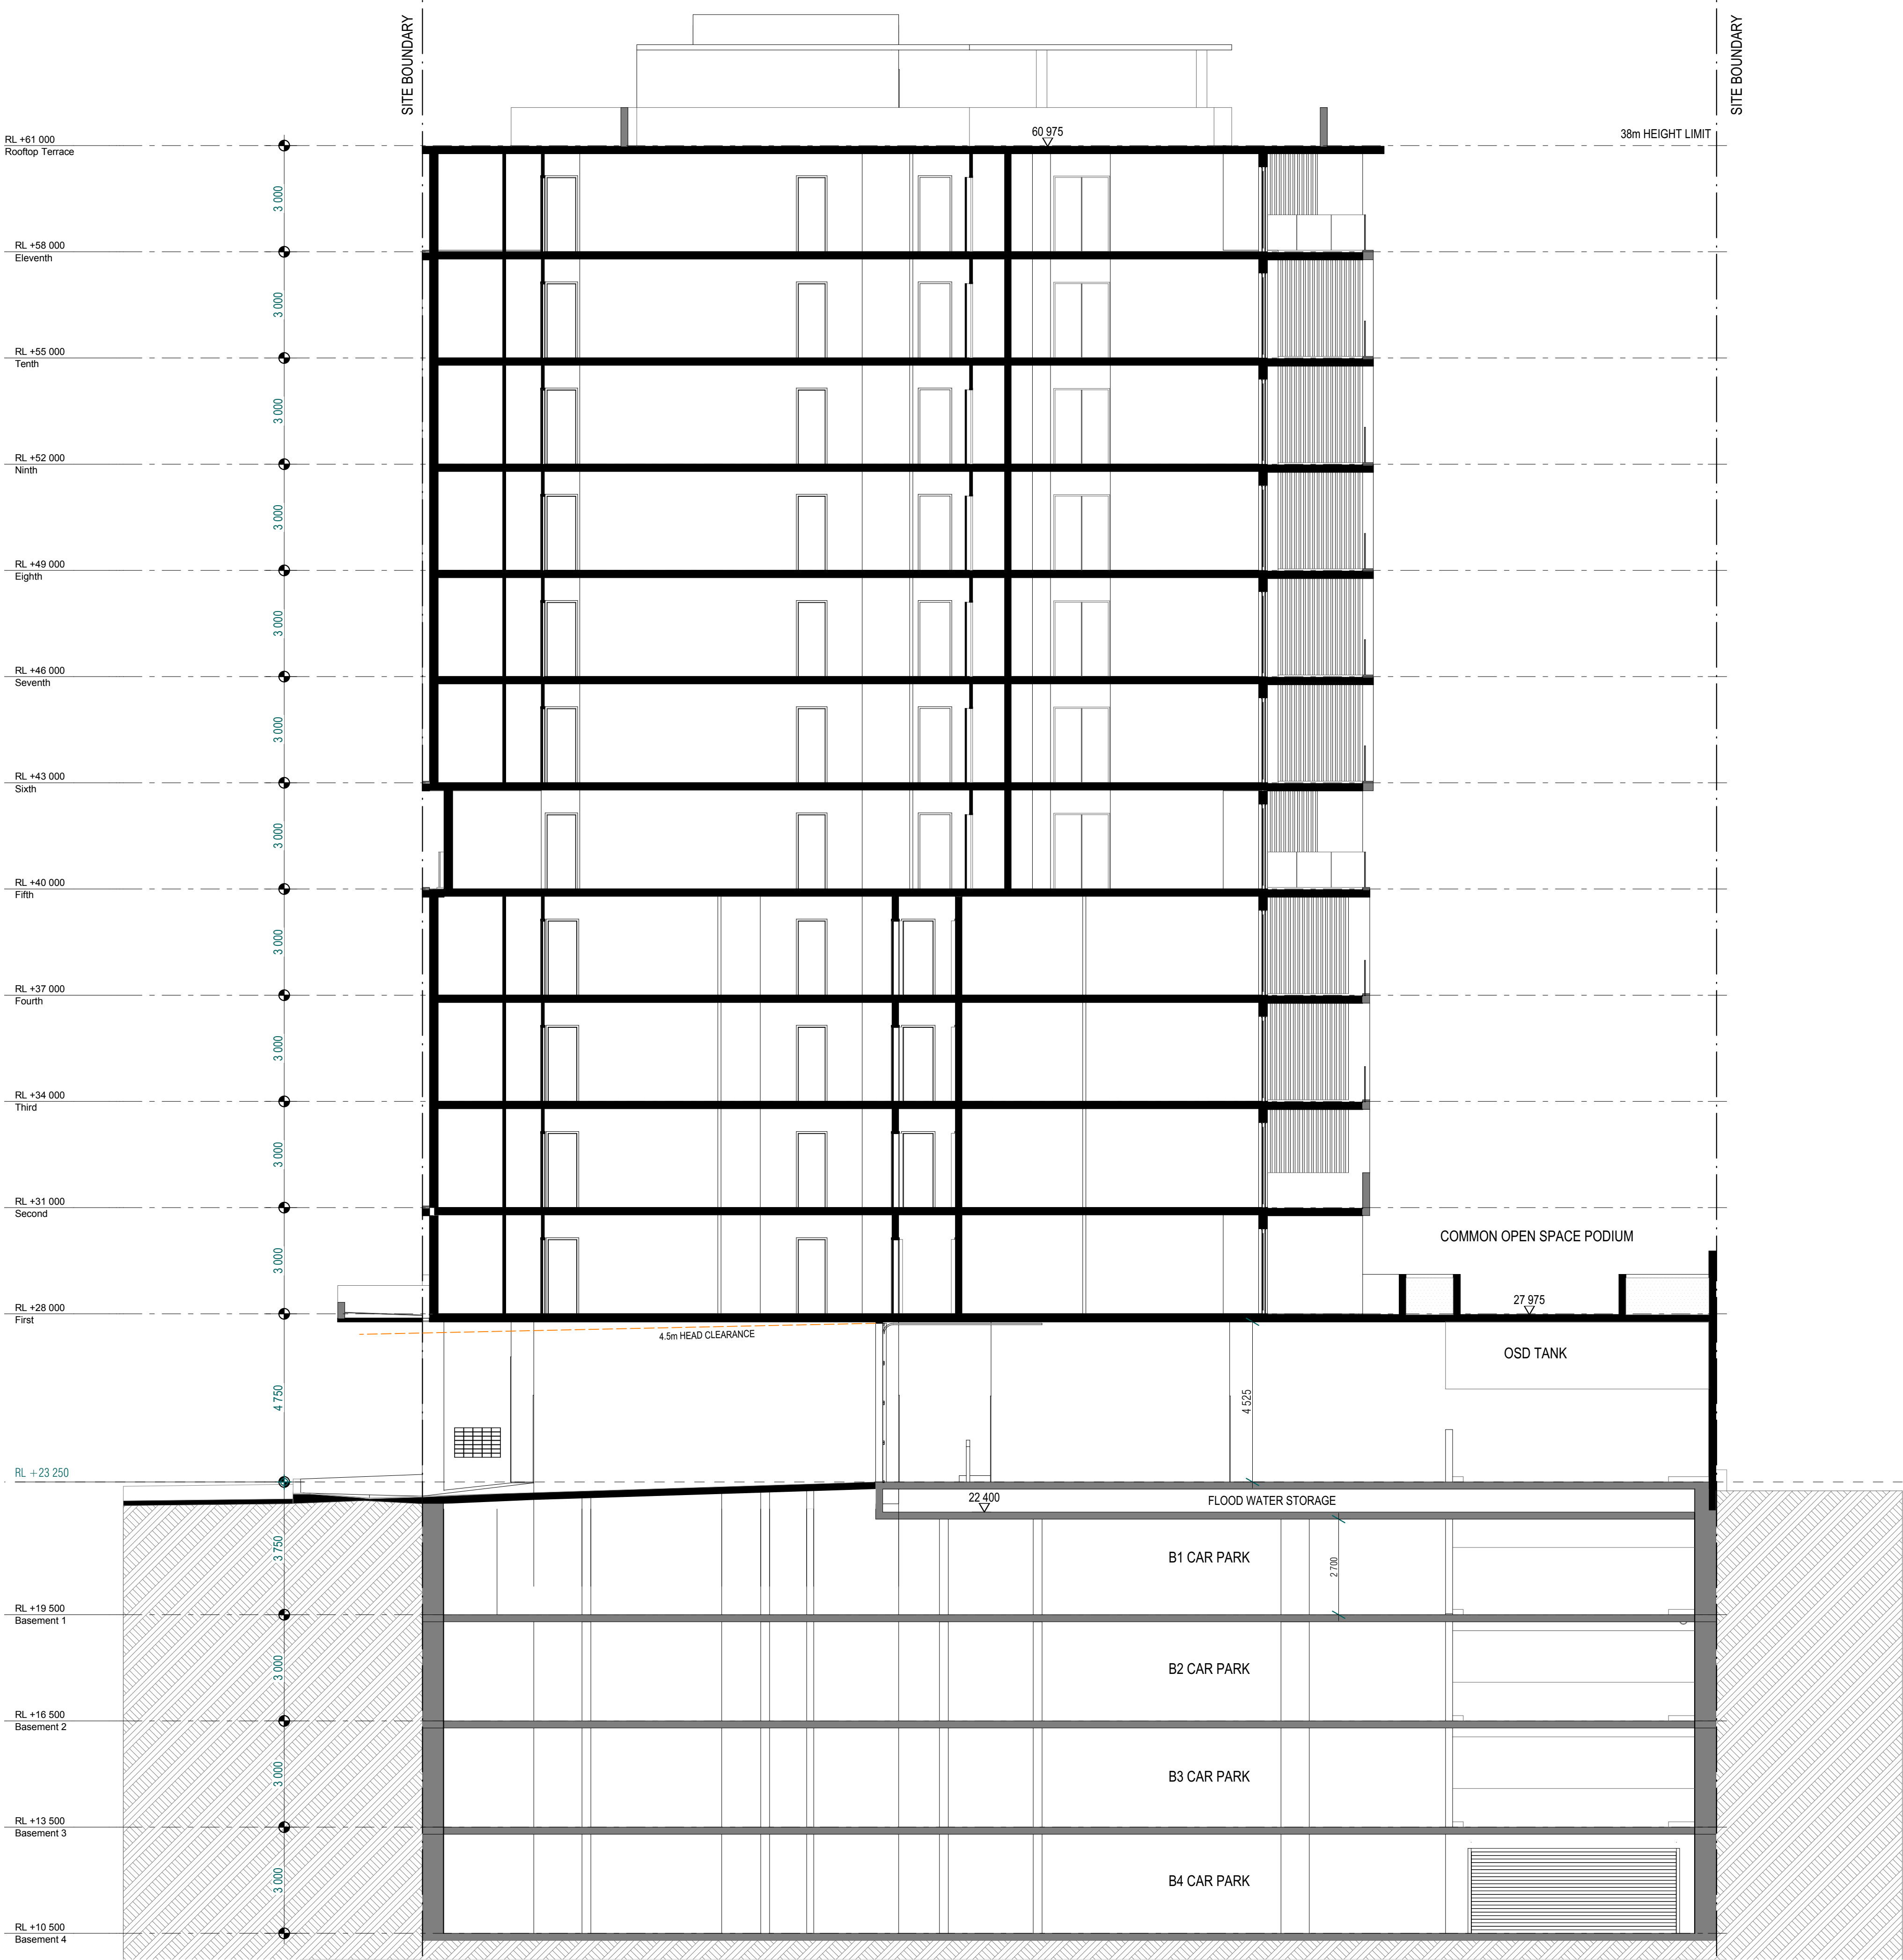 SITE BOUNDARY
SITE BOUNDARY
RL +61 000
Rooftop Terrace
60 975
38m HEIGHT LIMIT
3 000
RL +58 000
Eleventh
3 000
RL +55 000
Tenth
3 000
RL +52 000
Ninth
3 000
RL +49 000
Eighth
3 000
RL +46 000
Seventh
3 000
RL +43 000
Sixth
3 000
RL +40 000
Fifth
3 000
RL +37 000
Fourth
3 000
RL +34 000
Third
3 000
RL +31 000
Second
COMMON OPEN SPACE PODIUM
3 000
RL +28 000
First
27 975
4.5m HEAD CLEARANCE
OSD TANK
4 750
4 525
RL +23 250
22 400
FLOOD WATER STORAGE
3 750
B1 CAR PARK
2 700
RL +19 500
Basement 1
3 000
B2 CAR PARK
RL +16 500
Basement 2
3 000
B3 CAR PARK
RL +13 500
Basement 3
3 000
B4 CAR PARK
RL +10 500
Basement 4